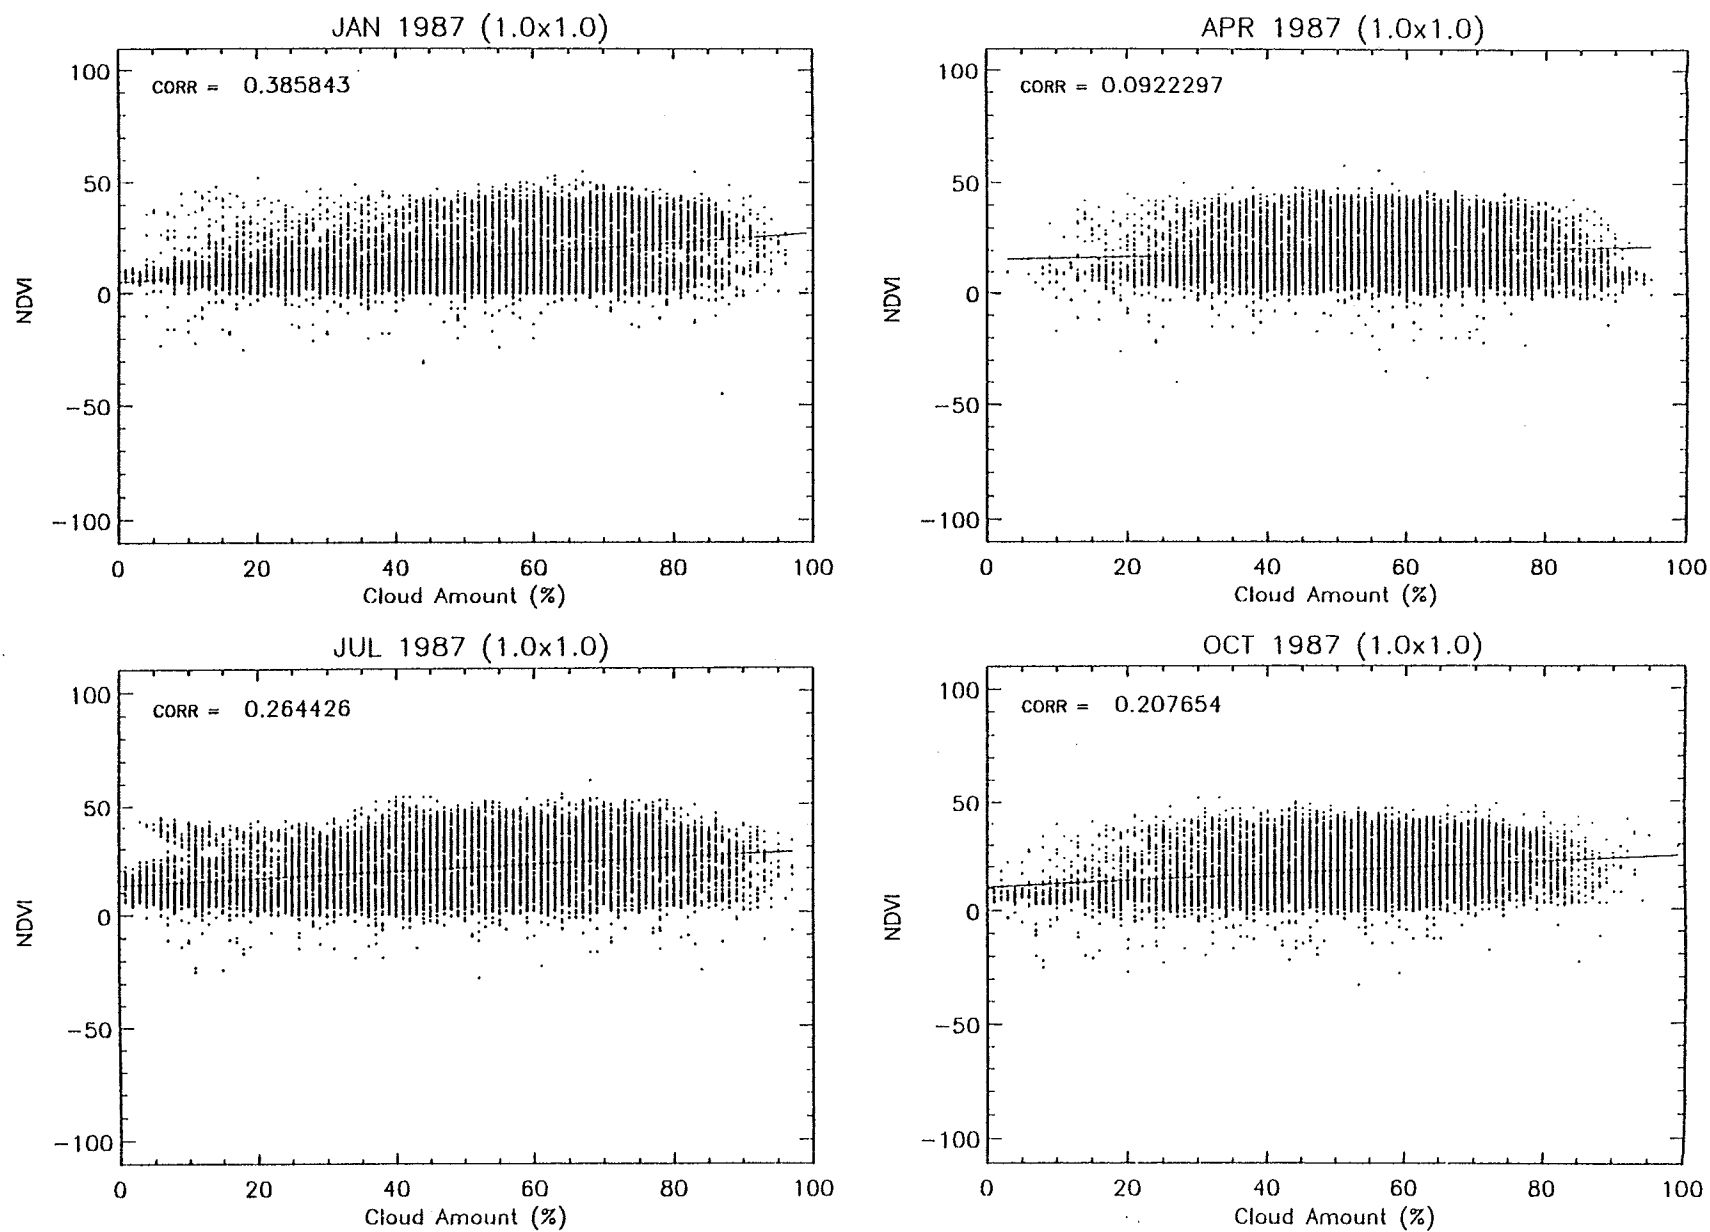 JAN 1987 (1.0x1.0)
CORR = 0.385843
100
50
0
−50
−100
NDVI
0 20 40 60 80 100
Cloud Amount (%)
APR 1987 (1.0x1.0)
CORR = 0.0922297
100
50
0
−50
−100
NDVI
0 20 40 60 80 100
Cloud Amount (%)
JUL 1987 (1.0x1.0)
CORR = 0.264426
100
50
0
−50
−100
NDVI
0 20 40 60 80 100
Cloud Amount (%)
OCT 1987 (1.0x1.0)
CORR = 0.207654
100
50
0
−50
−100
NDVI
0 20 40 60 80 100
Cloud Amount (%)